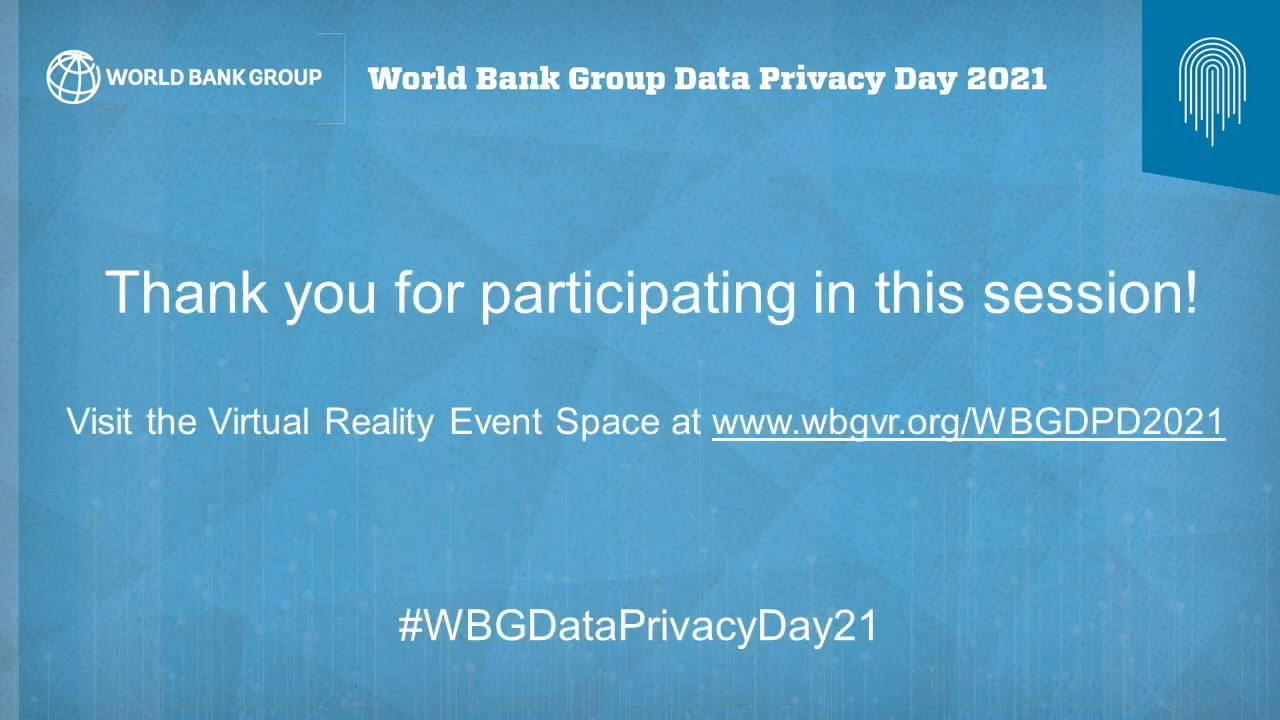 WORLD BANK GROUP
World Bank Group Data Privacy Day 2021
Thank you for participating in this session!
Visit the Virtual Reality Event Space at www.wbgvr.org/WBGDPD2021
#WBGDataPrivacyDay21